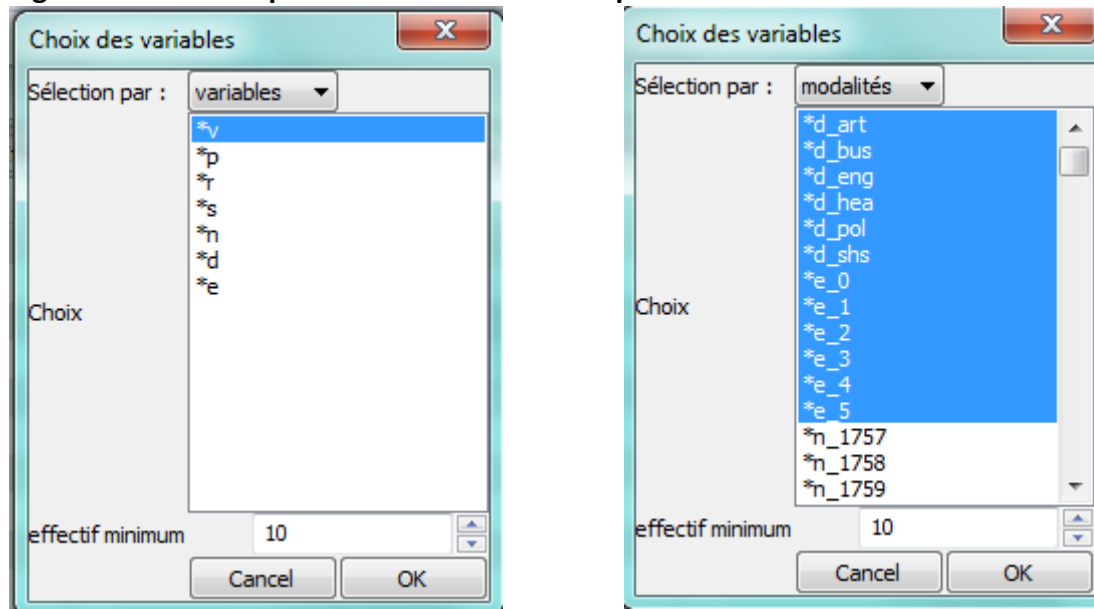 Choix des variables
Sélection par : variables
*v
*p
*r
*s
*n
*d
*e
Choix
effectif minimum 10
Cancel OK
Choix des variables
Sélection par : modalités
*d_art
*d_bus
*d_eng
*d_hea
*d_pol
*d_shs
*e_0
*e_1
*e_2
*e_3
*e_4
*e_5
*n_1757
*n_1758
*n_1759
Choix
effectif minimum 10
Cancel OK